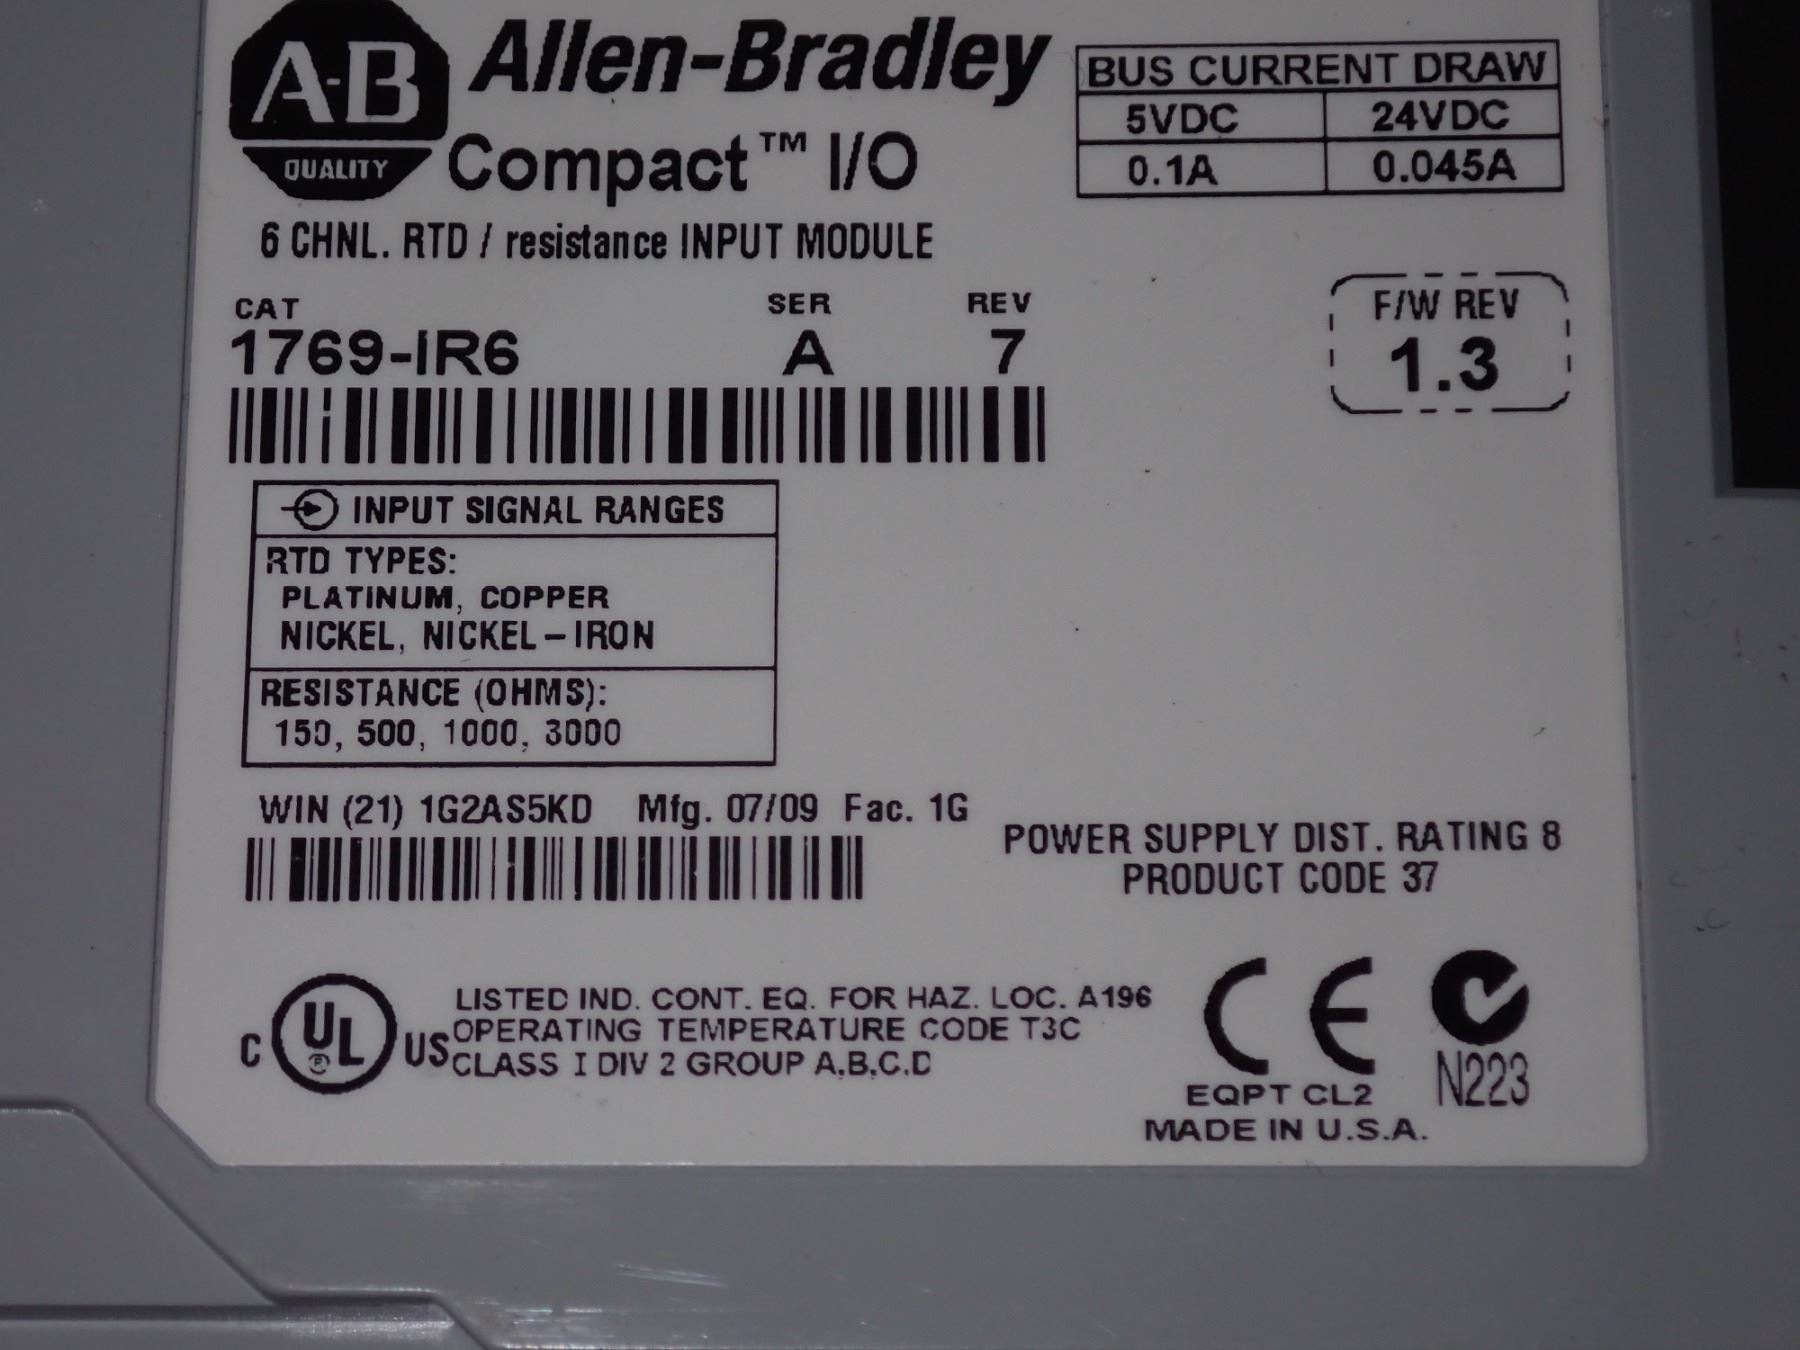 A-B
QUALITY
Allen-Bradley
Compact™ I/O
6 CHNL. RTD / resistance INPUT MODULE
BUS CURRENT DRAW
5VDC 24VDC
0.1A 0.045A
CAT SER REV
1769-IR6 A 7
F/W REV
1.3
INPUT SIGNAL RANGES
RTD TYPES:
PLATINUM, COPPER
NICKEL, NICKEL-IRON
RESISTANCE (OHMS):
150, 500, 1000, 3000
WIN (21) 1G2AS5KD Mfg. 07/09 Fac. 1G
POWER SUPPLY DIST. RATING 8
PRODUCT CODE 37
C UL US
LISTED IND. CONT. EQ. FOR HAZ. LOC. A196
OPERATING TEMPERATURE CODE T3C
CLASS I DIV 2 GROUP A,B,C,D
CE
N223
EQPT CL2
MADE IN U.S.A.